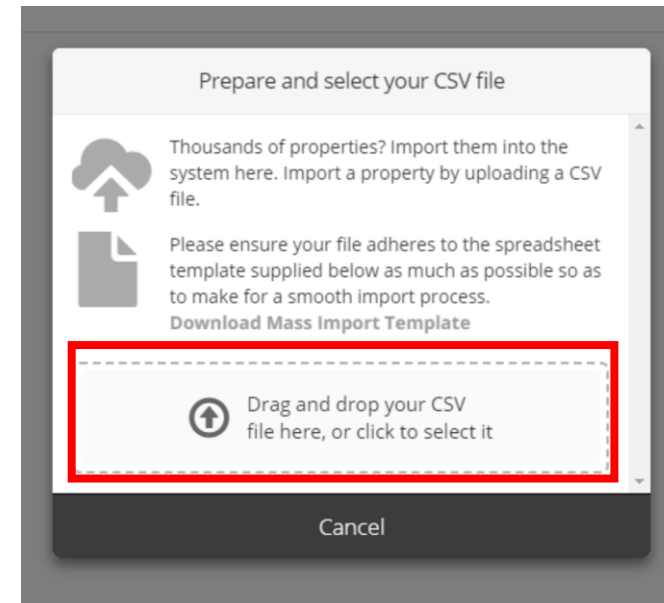 Prepare and select your CSV file
Thousands of properties? Import them into the
system here. Import a property by uploading a CSV
file.
Please ensure your file adheres to the spreadsheet
template supplied below as much as possible so as
to make for a smooth import process.
Download Mass Import Template
Drag and drop your CSV
file here, or click to select it
Cancel